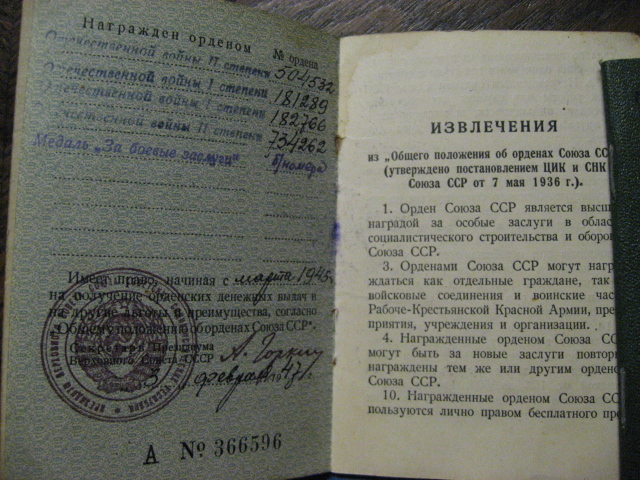 Награжден орденом
№ ордена
Отечественной войны II степени 504532
Отечественной войны I степени 181289
Отечественной войны I степени 182766
Отечественной войны II степени 734262
Медаль „За боевые заслуги" б/номера
Имеет право, начиная с марта 1945
на получение орденских денежных выдач и
на другие льготы и преимущества, согласно
„Общему положению об орденах Союза ССР".
Секретарь Президиума
Верховного Совета СССР А. Горкин
февраля 1947 г.
А № 366596
ИЗВЛЕЧЕНИЯ
из „Общего положения об орденах Союза СС
(утверждено постановлением ЦИК и СНК
Союза ССР от 7 мая 1936 г.).
1. Орден Союза ССР является высш
наградой за особые заслуги в облас
социалистического строительства и оборо
Союза ССР.
3. Орденами Союза ССР могут нагр
ждаться как отдельные граждане, так
войсковые соединения и воинские час
Рабоче-Крестьянской Красной Армии, пре
приятия, учреждения и организации.
4. Награжденные орденом Союза СС
могут быть за новые заслуги повтор
награждены тем же или другим орден
Союза ССР.
10. Награжденные орденом Союза СС
пользуются лично правом бесплатного пр